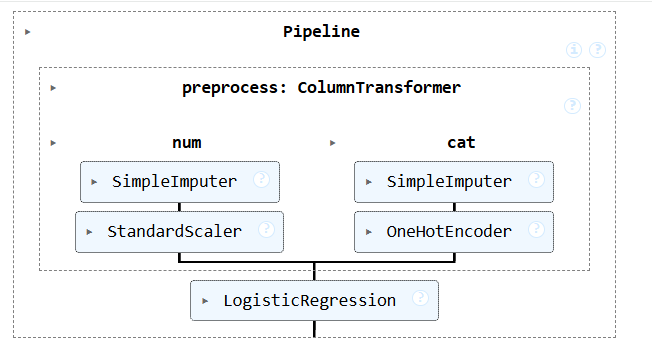 Pipeline
preprocess: ColumnTransformer
num cat
SimpleImputer ? SimpleImputer ?
StandardScaler ? OneHotEncoder ?
LogisticRegression ?